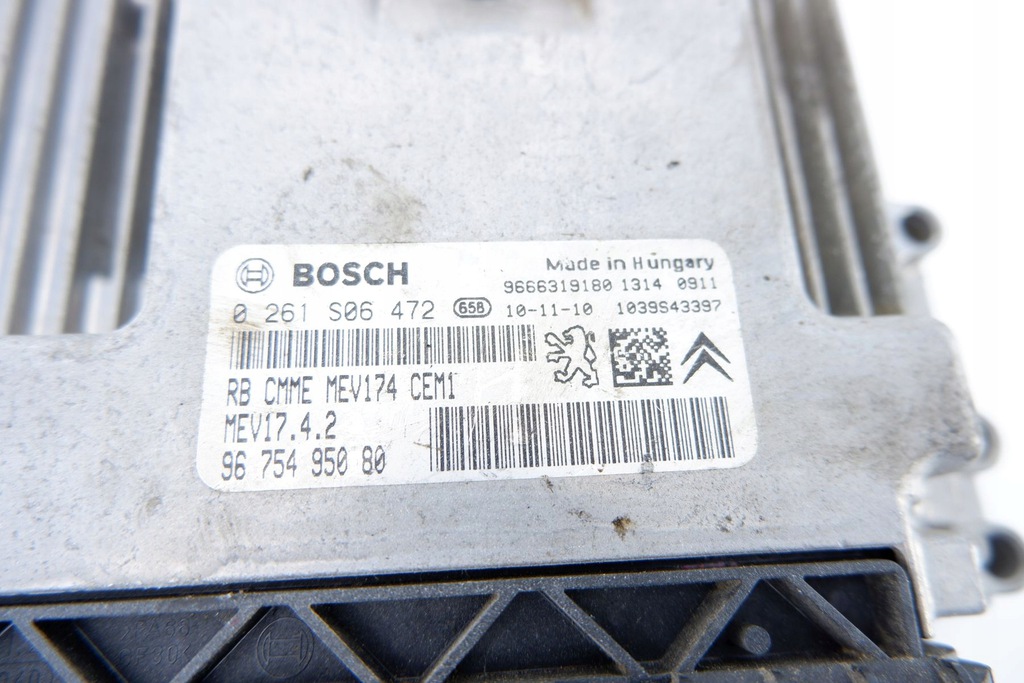 BOSCH
Made in Hungary
9666319180 1314 0911
0 261 S06 472 658 10-11-10 1039S43397
RB CMME MEV174 CEM1
MEV17.4.2
96 754 950 80